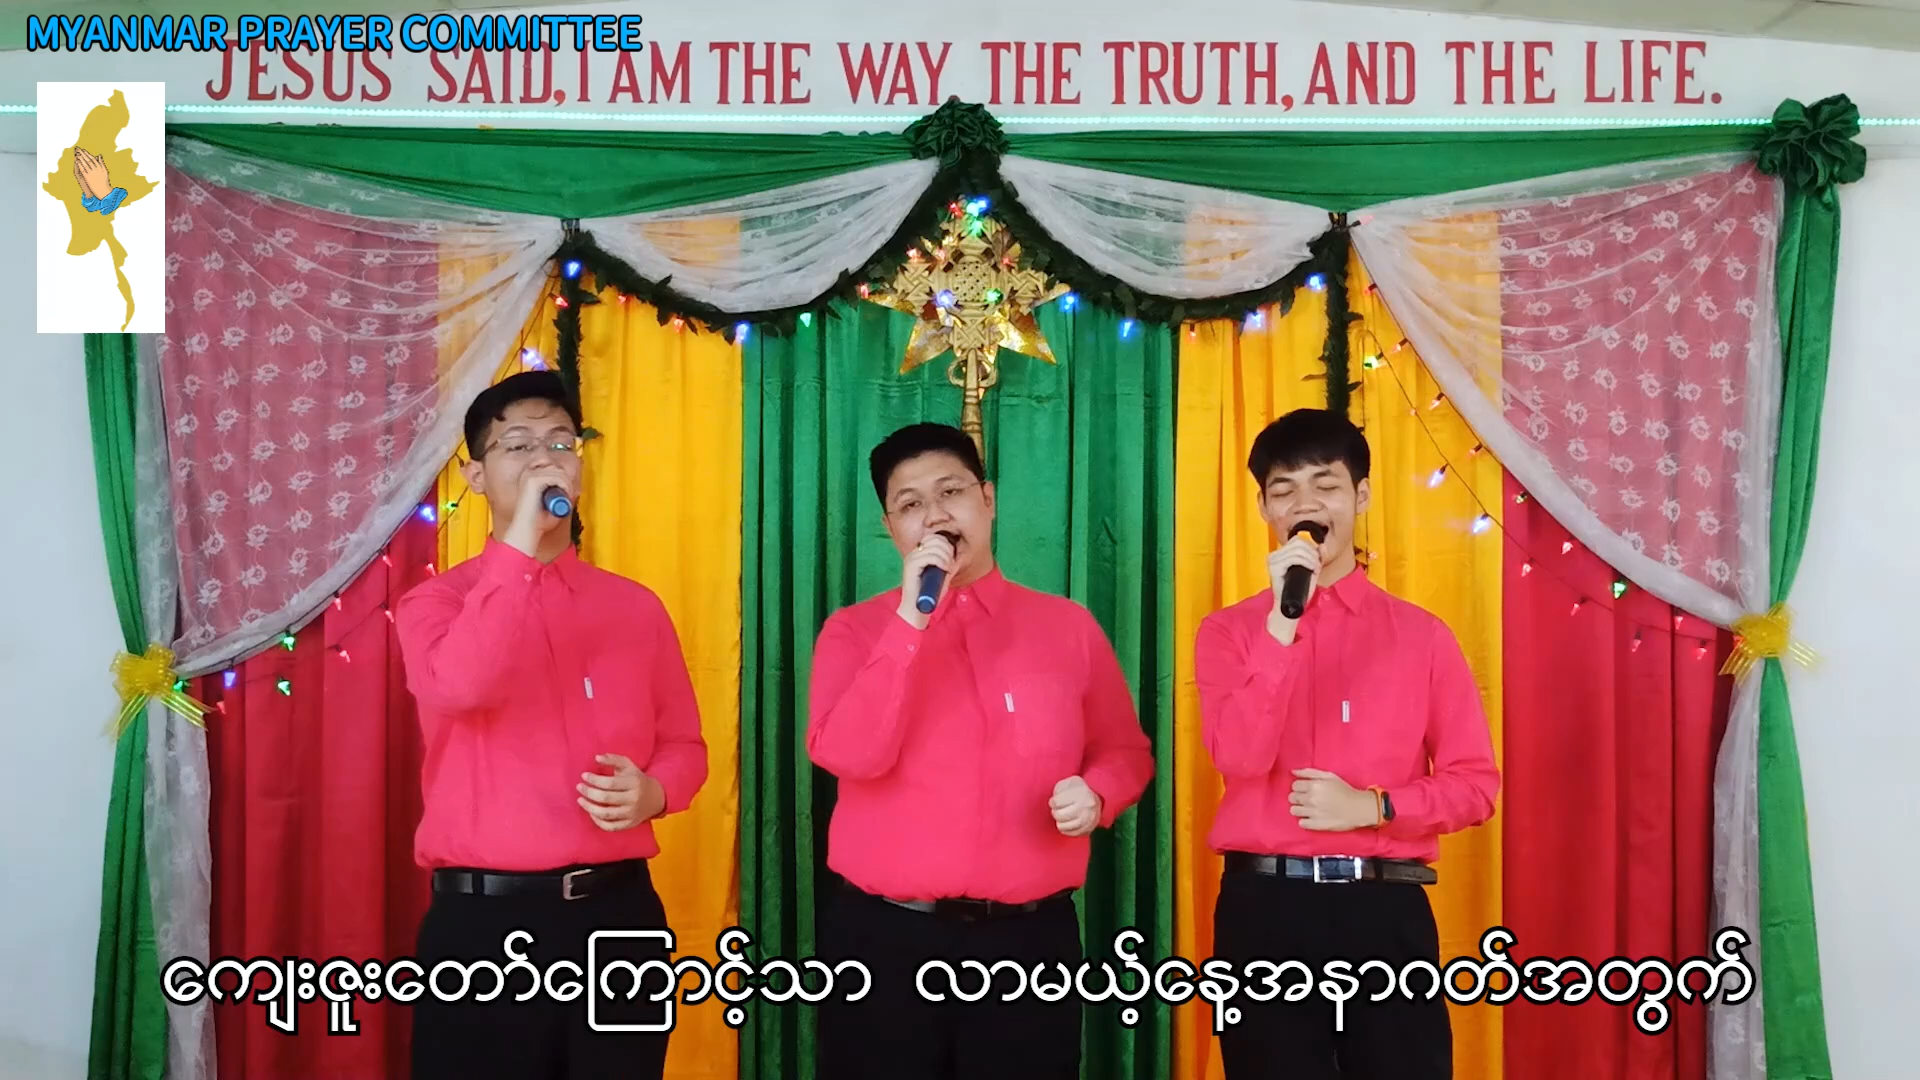 MYANMAR PRAYER COMMITTEE
JESUS SAID, I AM THE WAY, THE TRUTH, AND THE LIFE.
ကျေးဇူးတော်ကြောင့်သာ လာမယ့်နေ့အနာဂတ်အတွက်